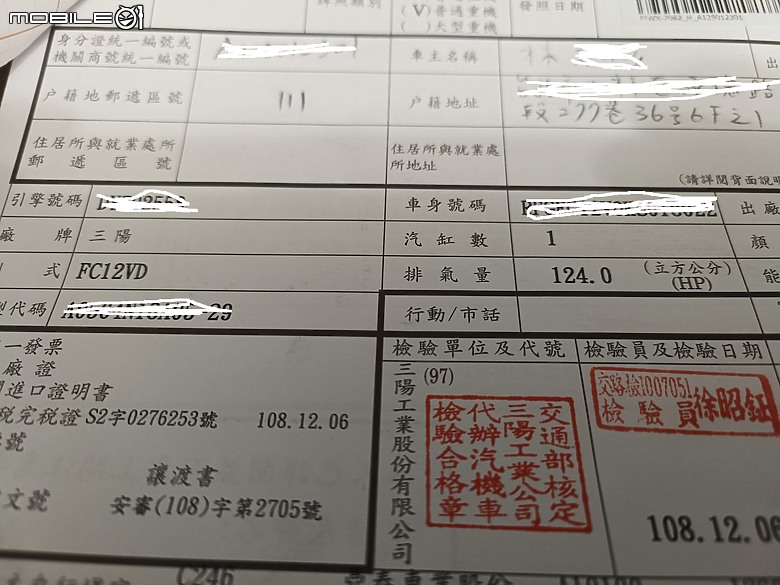 mobile01
牌照類別
(V)普通重機
( )大型重機
發照日期
身分證統一編號或
機關商號統一編號
車主名稱
林
出
戶籍地郵遞區號
111
戶籍地址
路
段277巷36号6F之1
住居所與就業處所
郵遞區號
住居所與就業處
所地址
(請詳閱背面說明
引擎號碼
車身號碼
出廠
廠牌
三陽
汽缸數
1
顏
式
FC12VD
排氣量
124.0
(立方公分)
(HP)
能
型代碼
-29
行動/市話
一發票
廠證
進口證明書
稅完稅證 S2字0276253號 108.12.06
號
讓渡書
文號
安審(108)字第2705號
檢驗單位及代號
檢驗員及檢驗日期
(97)
三陽工業股份有限公司
交通部核定
三陽工業公司
代辦汽機車
檢驗合格章
交路檢1007051
檢驗員徐昭鉦
108.12.06
C246